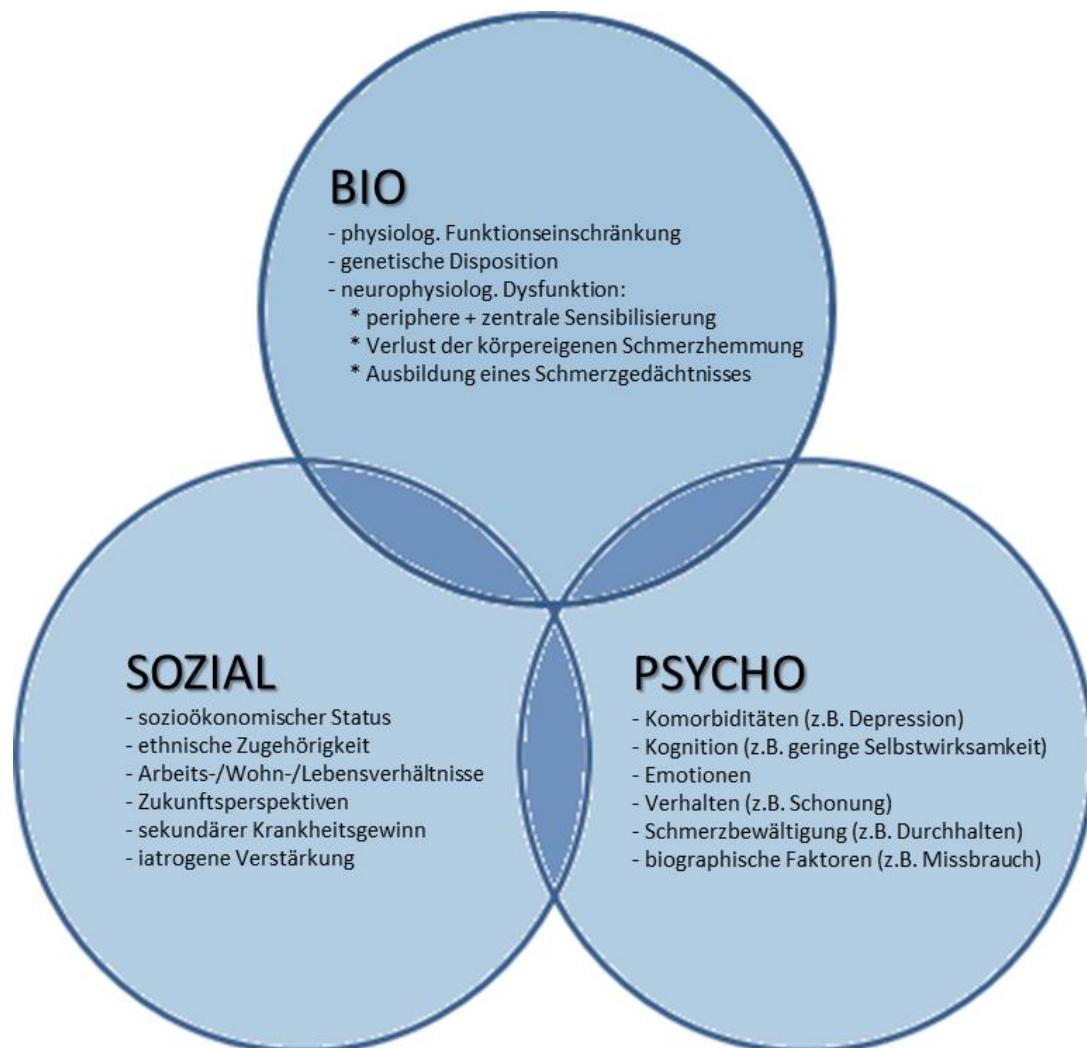 BIO
- physiolog. Funktionseinschränkung
- genetische Disposition
- neurophysiolog. Dysfunktion:
* periphere + zentrale Sensibilisierung
* Verlust der körpereigenen Schmerzhemmung
* Ausbildung eines Schmerzgedächtnisses
SOZIAL
- sozioökonomischer Status
- ethnische Zugehörigkeit
- Arbeits-/Wohn-/Lebensverhältnisse
- Zukunftsperspektiven
- sekundärer Krankheitsgewinn
- iatrogene Verstärkung
PSYCHO
- Komorbiditäten (z.B. Depression)
- Kognition (z.B. geringe Selbstwirksamkeit)
- Emotionen
- Verhalten (z.B. Schonung)
- Schmerzbewältigung (z.B. Durchhalten)
- biographische Faktoren (z.B. Missbrauch)